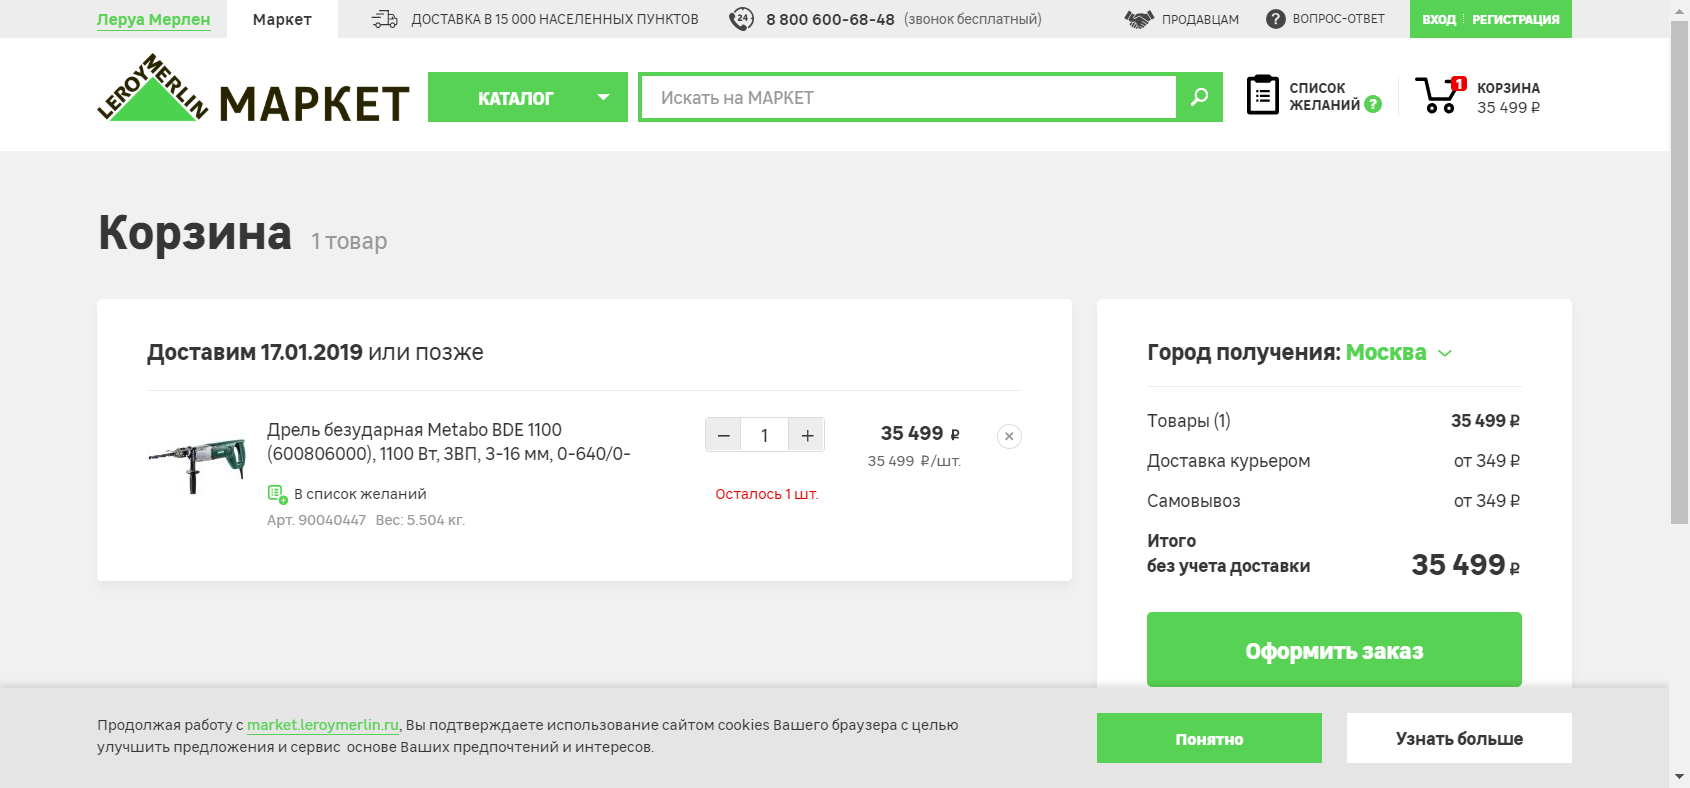 Леруа Мерлен
Маркет
ДОСТАВКА В 15 000 НАСЕЛЕННЫХ ПУНКТОВ
24
8 800 600-68-48 (звонок бесплатный)
ПРОДАВЦАМ
? ВОПРОС-ОТВЕТ
ВХОД РЕГИСТРАЦИЯ
LEROY MERLIN
МАРКЕТ
КАТАЛОГ
Искать на МАРКЕТ
СПИСОК
ЖЕЛАНИЙ ?
1
КОРЗИНА
35 499 ₽
Корзина 1 товар
Доставим 17.01.2019 или позже
Дрель безударная Metabo BDE 1100
(600806000), 1100 Вт, ЗВП, 3-16 мм, 0-640/0-
В список желаний
Арт. 90040447 Вес: 5.504 кг.
− 1 +
Осталось 1 шт.
35 499 ₽
35 499 ₽/шт.
Город получения: Москва
Товары (1) 35 499 ₽
Доставка курьером от 349 ₽
Самовывоз от 349 ₽
Итого
без учета доставки 35 499 ₽
Оформить заказ
Продолжая работу с market.leroymerlin.ru, Вы подтверждаете использование сайтом cookies Вашего браузера с целью
улучшить предложения и сервис основе Ваших предпочтений и интересов.
Понятно
Узнать больше